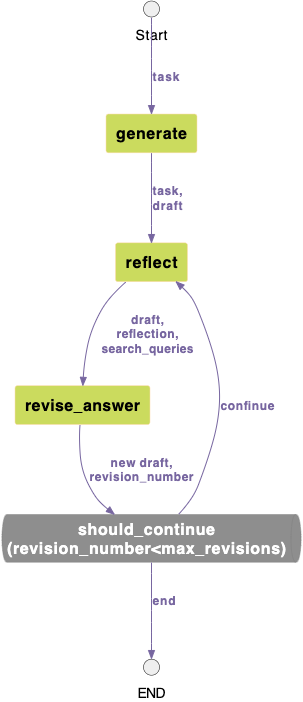 Start
task
generate
task,
draft
reflect
draft,
reflection,
search_queries
revise_answer
continue
new draft,
revision_number
should_continue
(revision_number<max_revisions)
end
END